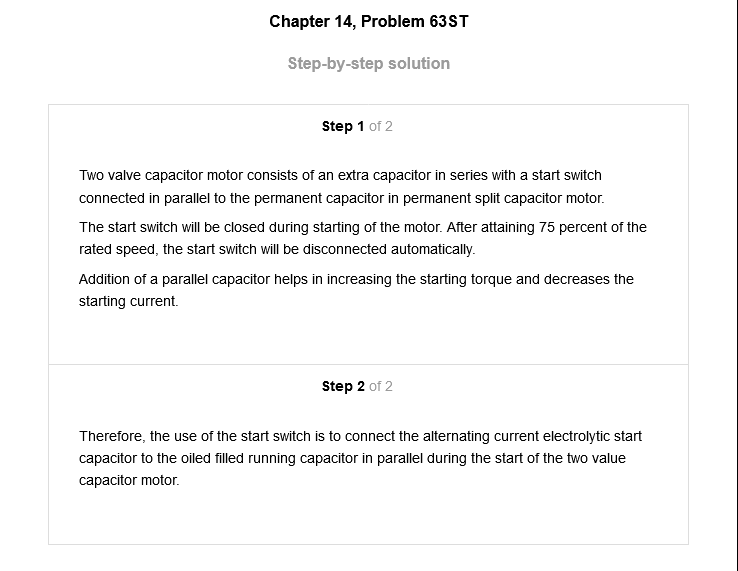 Chapter 14, Problem 63ST
Step-by-step solution
Step 1 of 2
Two valve capacitor motor consists of an extra capacitor in series with a start switch
connected in parallel to the permanent capacitor in permanent split capacitor motor.
The start switch will be closed during starting of the motor. After attaining 75 percent of the
rated speed, the start switch will be disconnected automatically.
Addition of a parallel capacitor helps in increasing the starting torque and decreases the
starting current.
Step 2 of 2
Therefore, the use of the start switch is to connect the alternating current electrolytic start
capacitor to the oiled filled running capacitor in parallel during the start of the two value
capacitor motor.